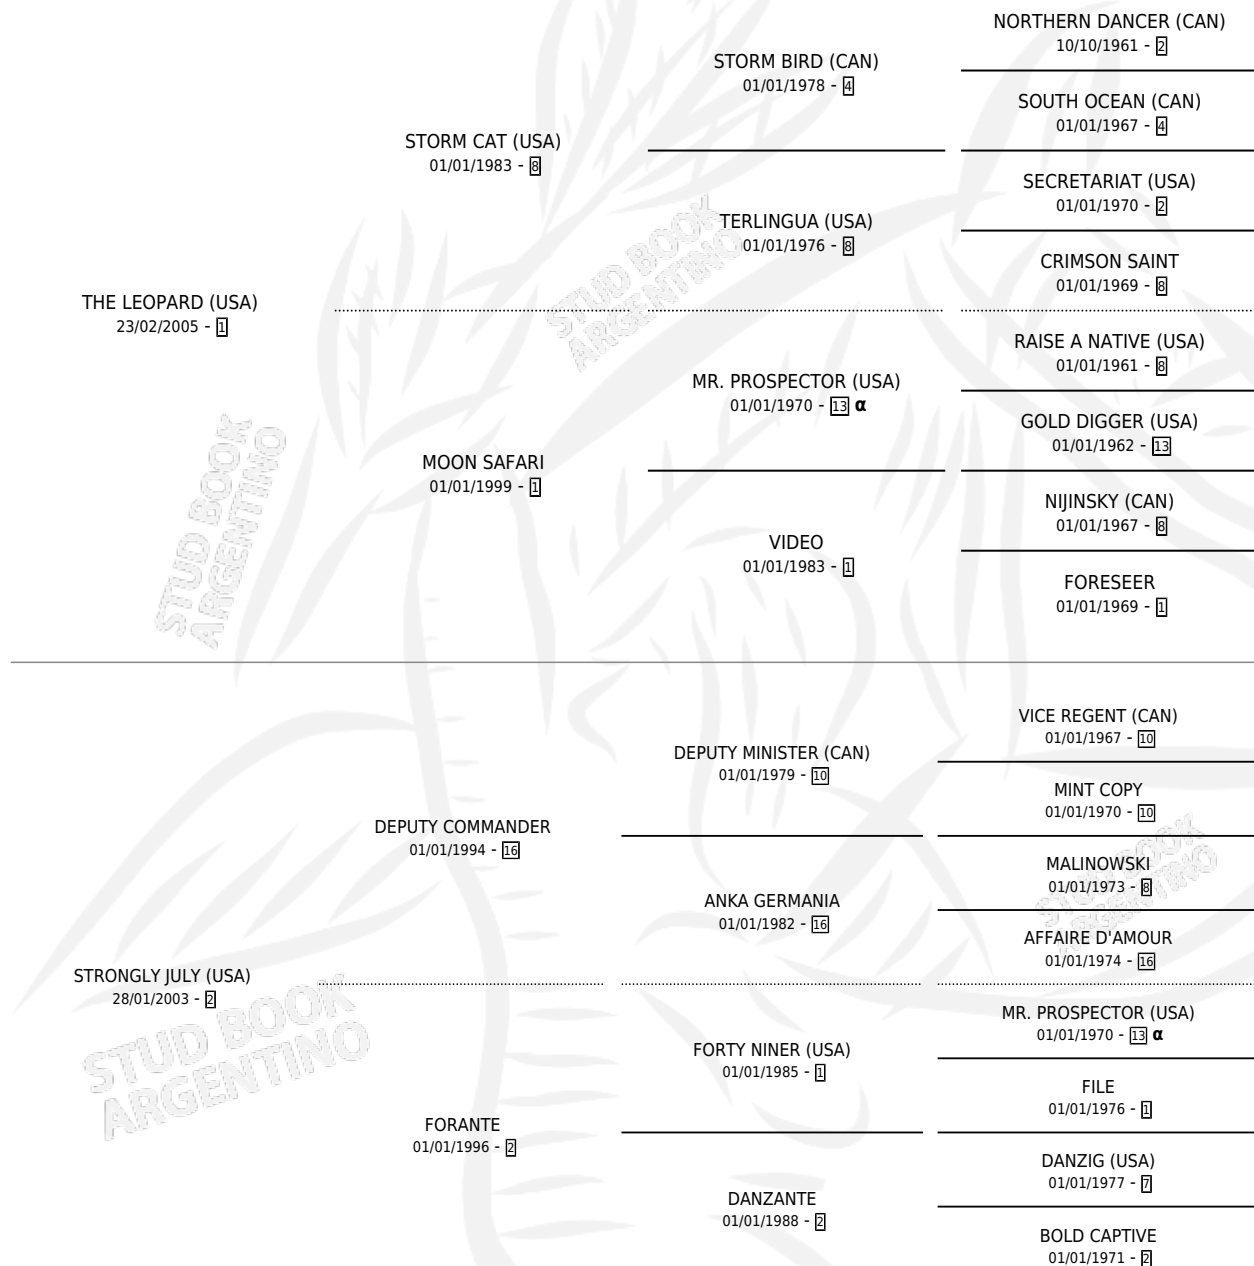 NORTHERN DANCER (CAN)
10/10/1961 - 2
STORM BIRD (CAN)
01/01/1978 - 4
SOUTH OCEAN (CAN)
01/01/1967 - 4
STORM CAT (USA)
01/01/1983 - 8
SECRETARIAT (USA)
01/01/1970 - 2
TERLINGUA (USA)
01/01/1976 - 8
CRIMSON SAINT
01/01/1969 - 8
STUD BOOK
ARGENTINO
THE LEOPARD (USA)
23/02/2005 - 1
RAISE A NATIVE (USA)
01/01/1961 - 8
MR. PROSPECTOR (USA)
01/01/1970 - 13 α
GOLD DIGGER (USA)
01/01/1962 - 13
MOON SAFARI
01/01/1999 - 1
NIJINSKY (CAN)
01/01/1967 - 8
VIDEO
01/01/1983 - 1
FORESEER
01/01/1969 - 1
STUD BOOK
ARGENTINO
VICE REGENT (CAN)
01/01/1967 - 10
DEPUTY MINISTER (CAN)
01/01/1979 - 10
MINT COPY
01/01/1970 - 10
DEPUTY COMMANDER
01/01/1994 - 16
MALINOWSKI
01/01/1973 - 8
ANKA GERMANIA
01/01/1982 - 16
AFFAIRE D'AMOUR
01/01/1974 - 16
STUD BOOK
ARGENTINO
STRONGLY JULY (USA)
28/01/2003 - 2
MR. PROSPECTOR (USA)
01/01/1970 - 13 α
FORTY NINER (USA)
01/01/1985 - 1
FILE
01/01/1976 - 1
STUD BOOK
ARGENTINO
FORANTE
01/01/1996 - 2
DANZIG (USA)
01/01/1977 - 7
DANZANTE
01/01/1988 - 2
BOLD CAPTIVE
01/01/1971 - 2